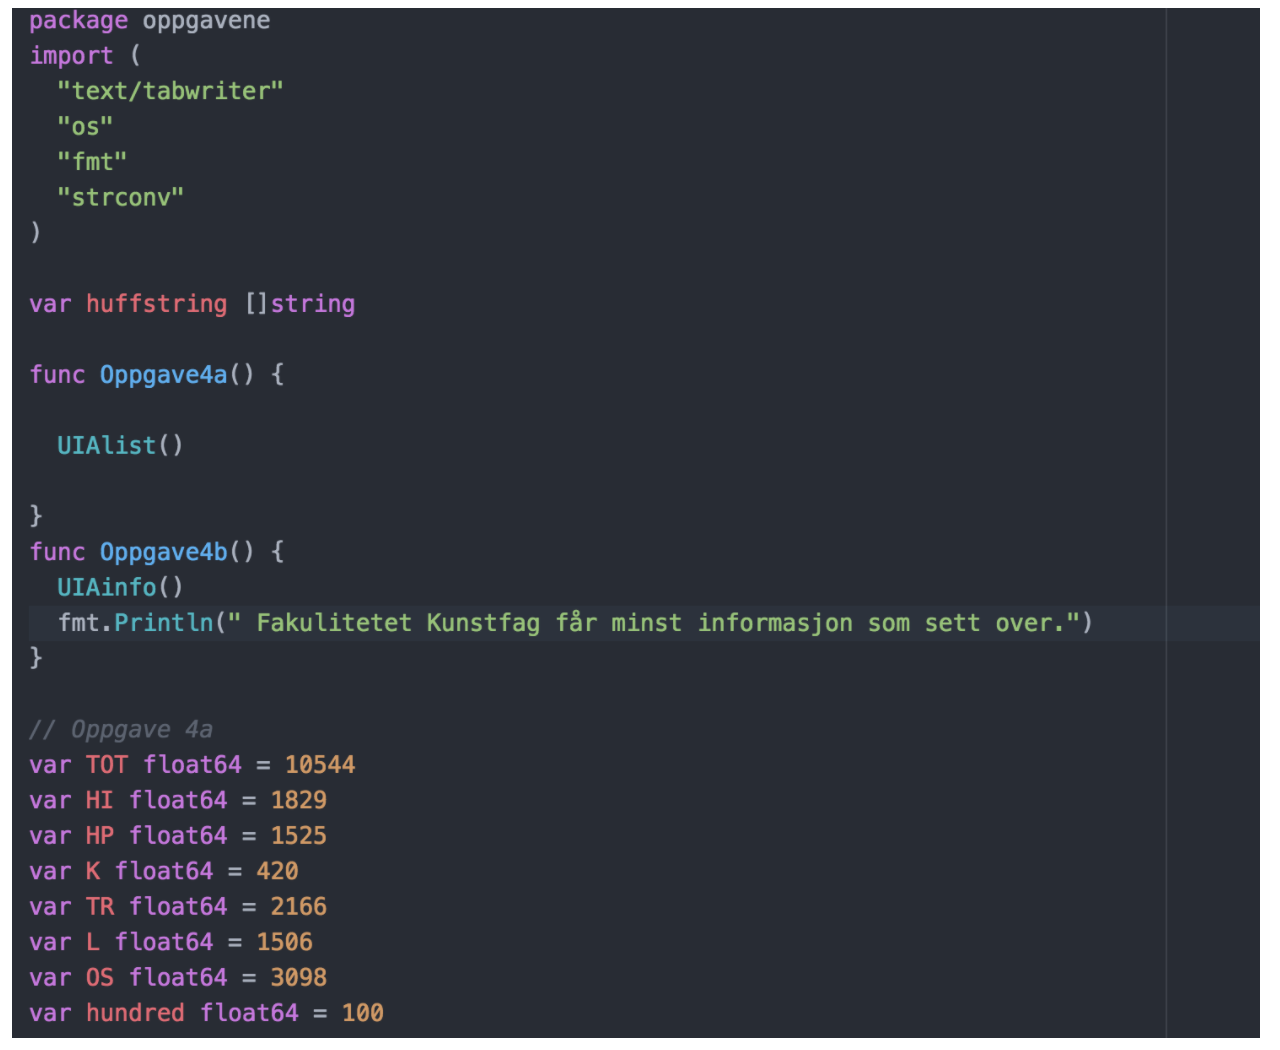 package oppgavene
import (
  "text/tabwriter"
  "os"
  "fmt"
  "strconv"
)

var huffstring []string

func Oppgave4a() {

  UIAlist()

}
func Oppgave4b() {
  UIAinfo()
  fmt.Println(" Fakulitetet Kunstfag får minst informasjon som sett over.")
}

// Oppgave 4a
var TOT float64 = 10544
var HI float64 = 1829
var HP float64 = 1525
var K float64 = 420
var TR float64 = 2166
var L float64 = 1506
var OS float64 = 3098
var hundred float64 = 100